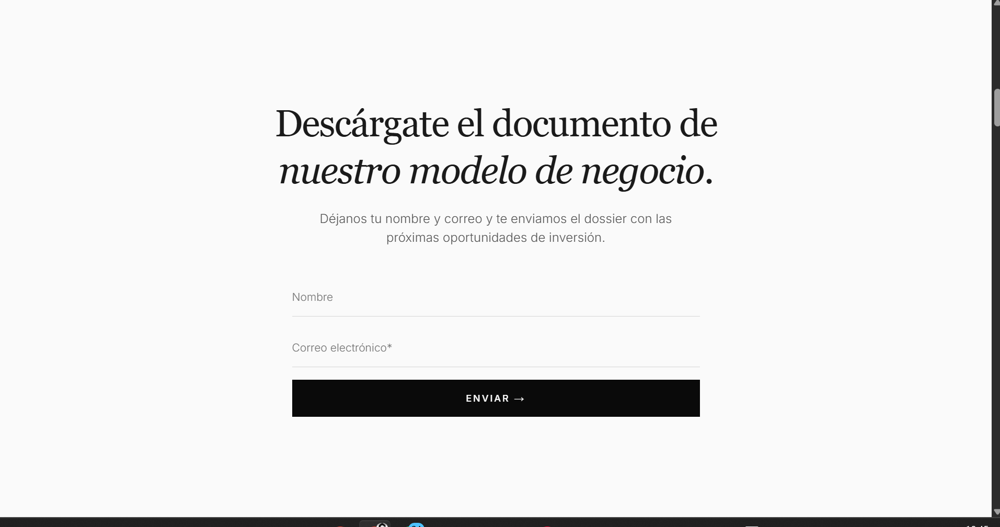 Descárgate el documento de
nuestro modelo de negocio.
Déjanos tu nombre y correo y te enviamos el dossier con las
próximas oportunidades de inversión.
Nombre
Correo electrónico*
ENVIAR →